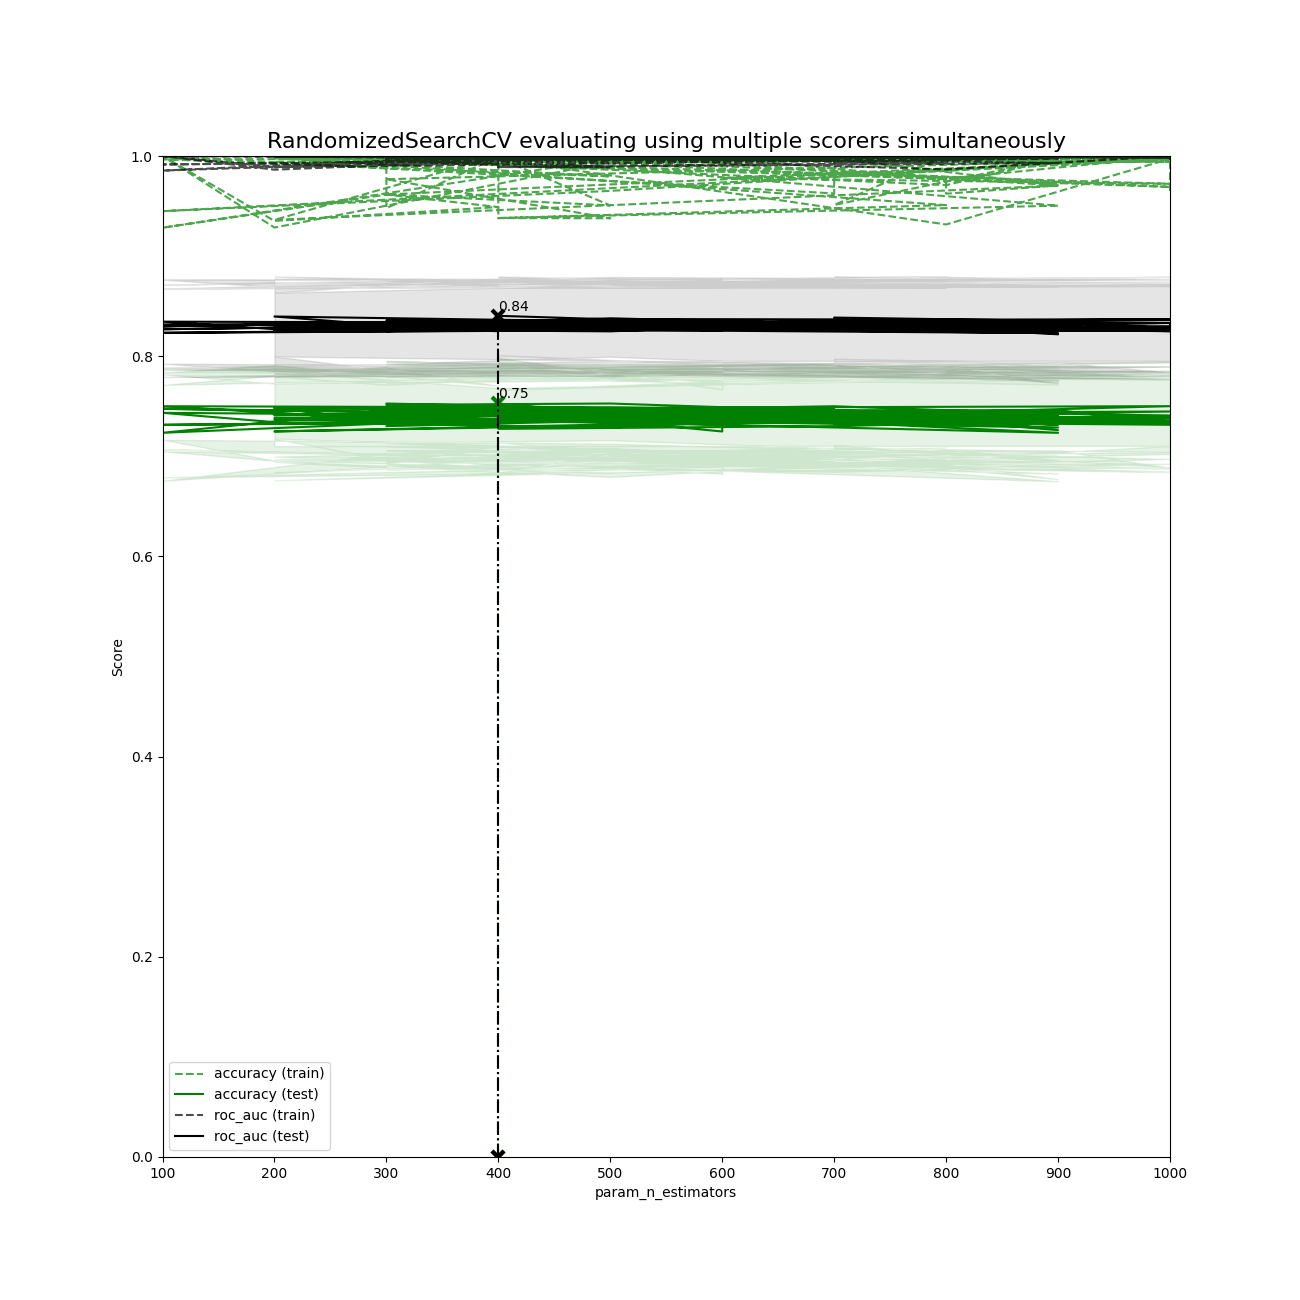 RandomizedSearchCV evaluating using multiple scorers simultaneously
1.0
0.84
0.8
0.75
0.6
Score
0.4
0.2
accuracy (train)
accuracy (test)
roc_auc (train)
roc_auc (test)
0.0
100 200 300 400 500 600 700 800 900 1000
param_n_estimators